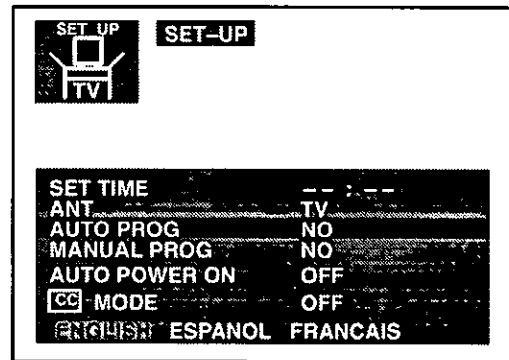 SET UP
TV
SET-UP
SET TIME -- : --
ANT TV
AUTO PROG NO
MANUAL PROG NO
AUTO POWER ON OFF
CC MODE OFF
ENGLISH ESPANOL FRANCAIS